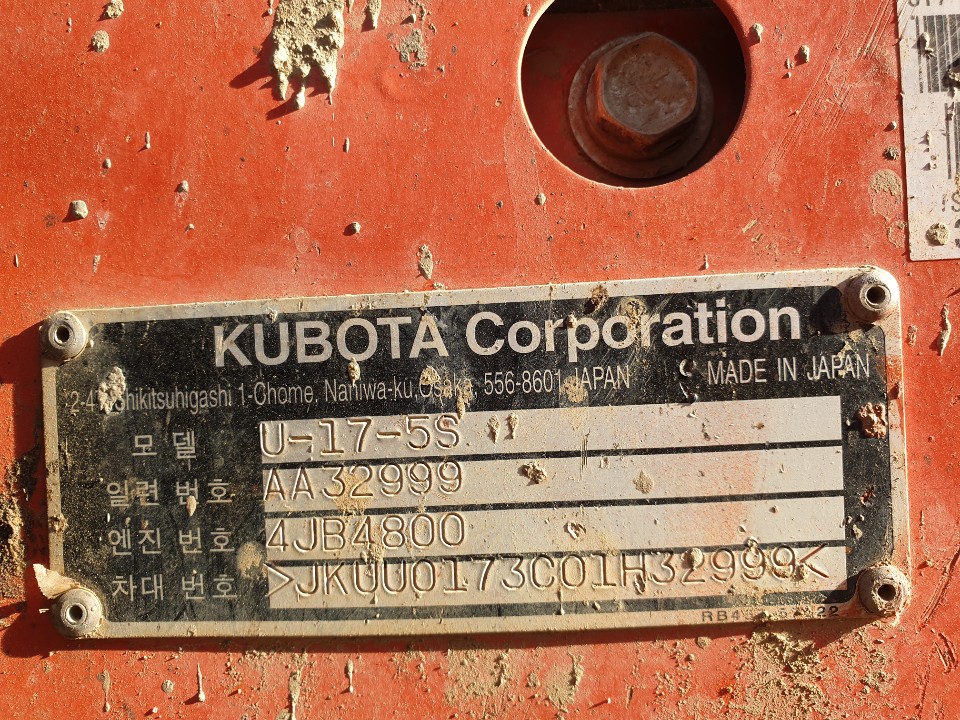 KUBOTA Corporation
Shikitsuhigashi 1-Chome, Naniwa-ku, Osaka, 556-8601 JAPAN
MADE IN JAPAN
모 델 U-17-5S
일련 번호 AA32999
엔진 번호 4JB4800
차대 번호 >JKUU0173C01H32999<